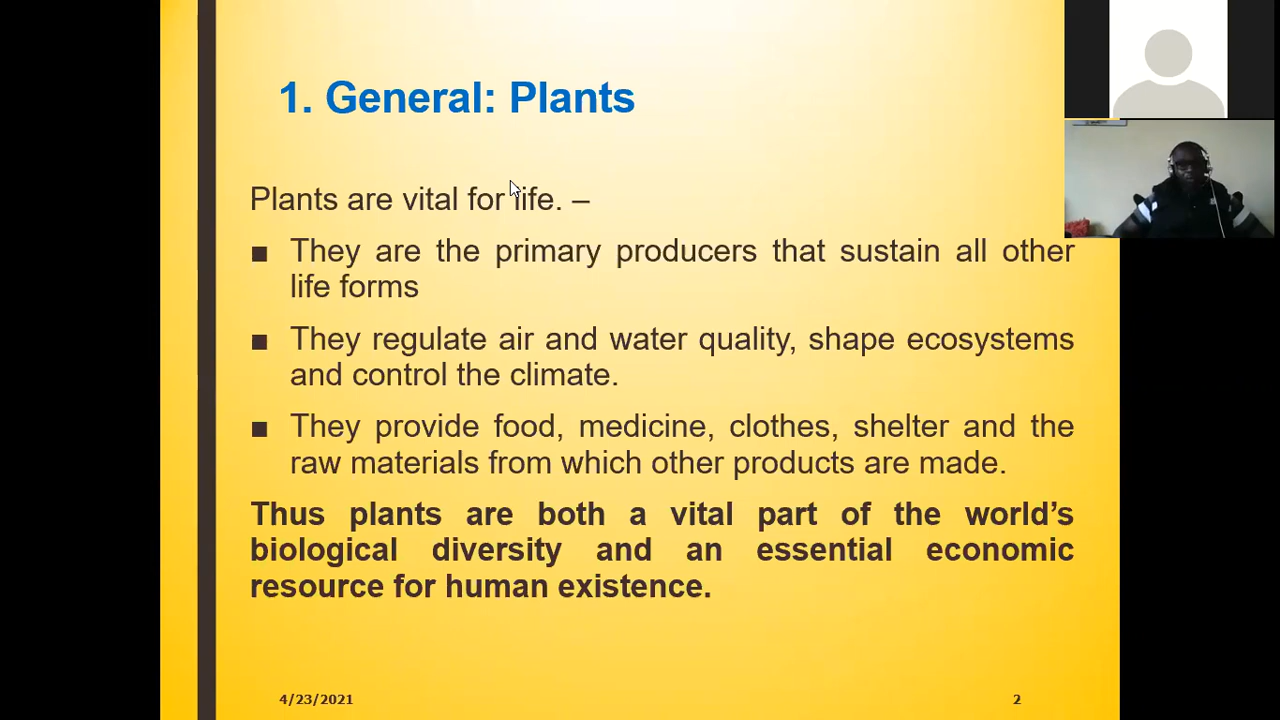 1. General: Plants
Plants are vital for life. –
■ They are the primary producers that sustain all other
life forms
■ They regulate air and water quality, shape ecosystems
and control the climate.
■ They provide food, medicine, clothes, shelter and the
raw materials from which other products are made.
Thus plants are both a vital part of the world’s
biological diversity and an essential economic
resource for human existence.
4/23/2021
2